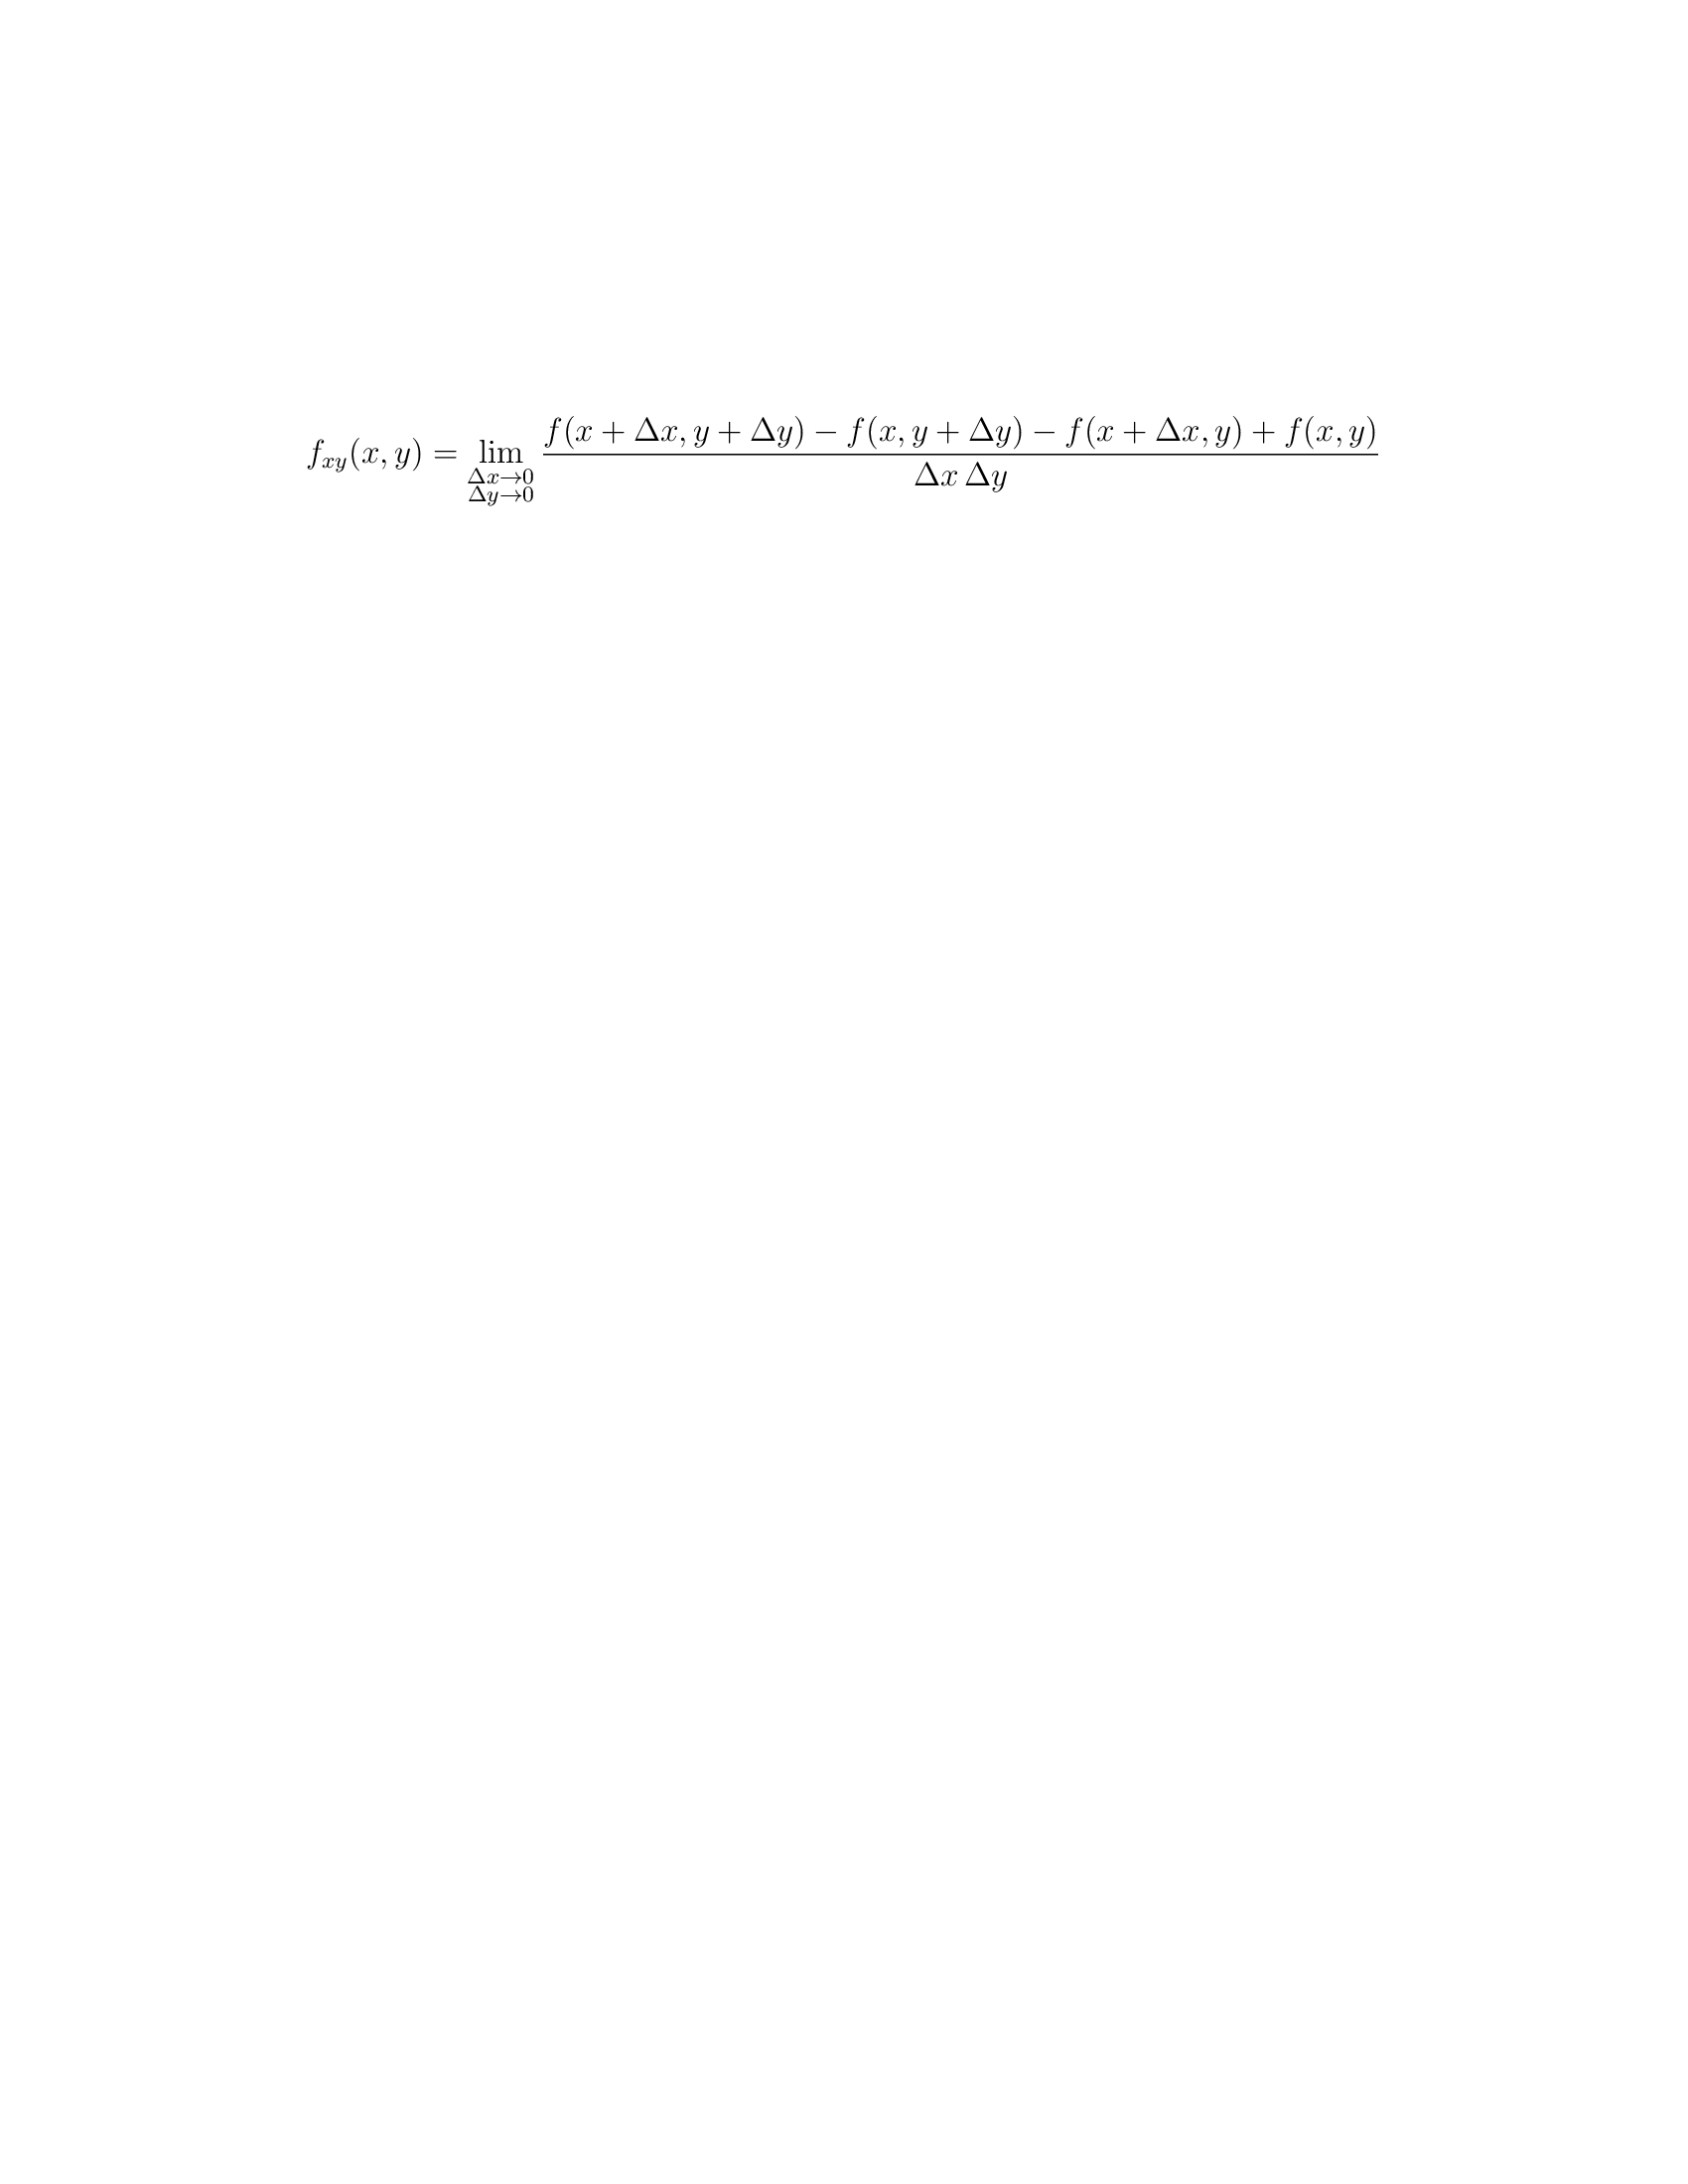 $$f_{xy}(x,y) = \lim_{\substack{\Delta x \to 0 \\ \Delta y \to 0}} \frac{f(x+\Delta x, y+\Delta y) - f(x, y+\Delta y) - f(x+\Delta x, y) + f(x,y)}{\Delta x \, \Delta y}$$